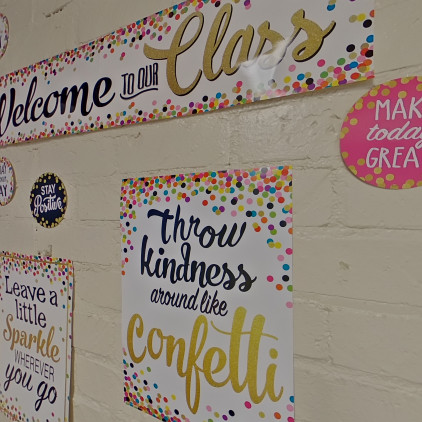 Welcome TO OUR Class
MAK
today
GREA
AY
STAY
Positive
throw
kindness
around like
confetti
Leave a
little
Sparkle
WHEREVER
you go